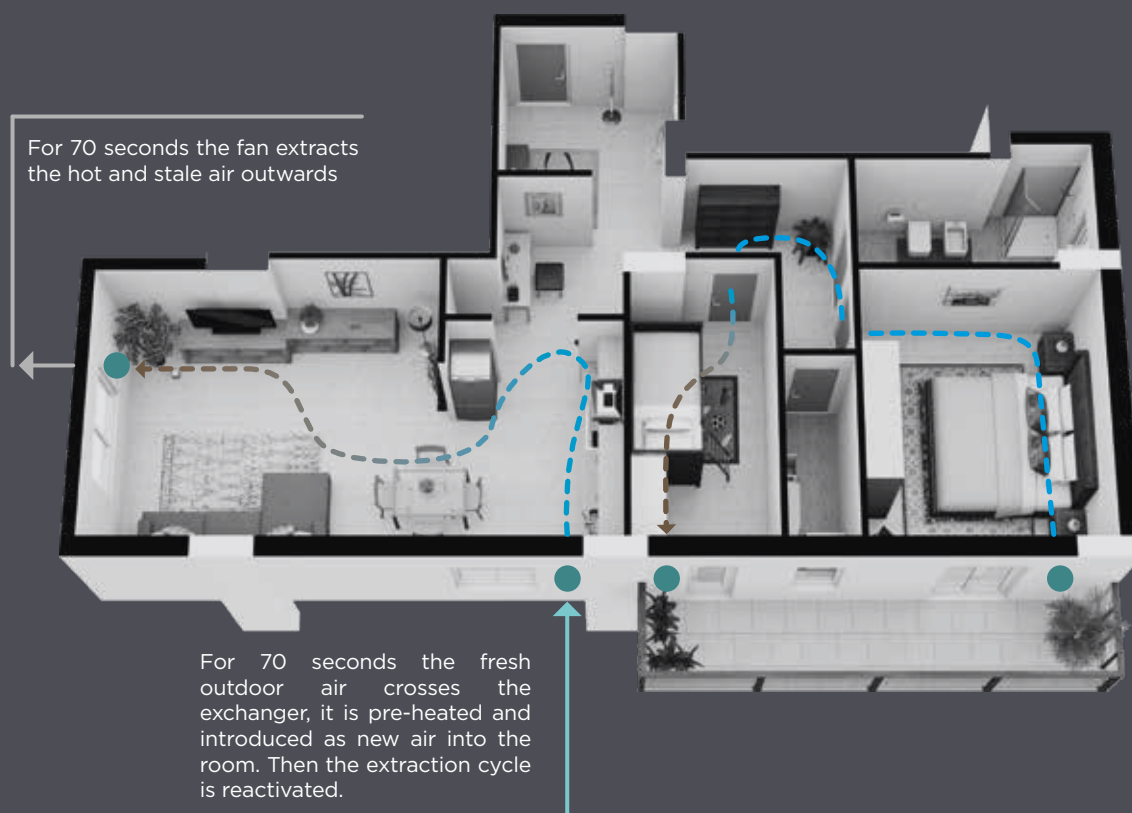 For 70 seconds the fan extracts
the hot and stale air outwards
For 70 seconds the fresh
outdoor air crosses the
exchanger, it is pre-heated and
introduced as new air into the
room. Then the extraction cycle
is reactivated.